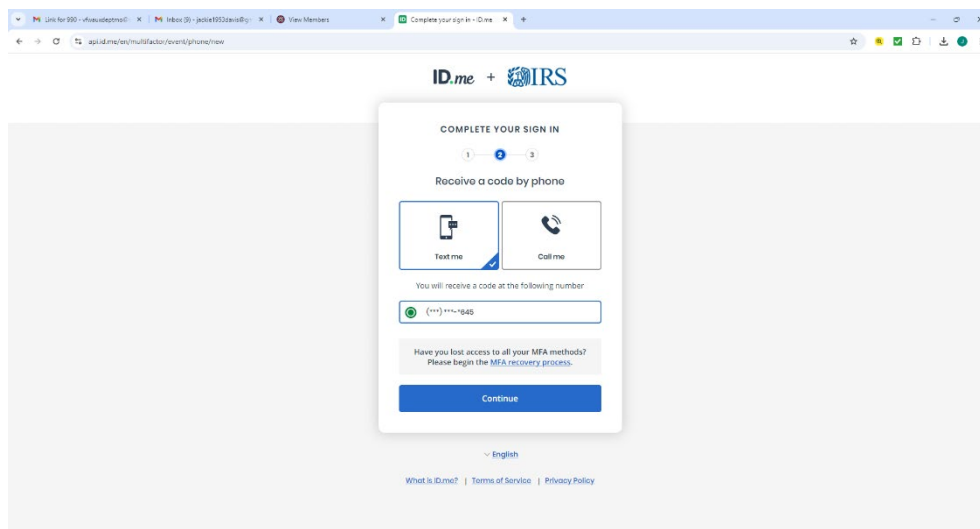 Link for 990 - vfwauxdeptmo@
Inbox (9) - jackie1953davis@g
View Members
Complete your sign in - ID.me
api.id.me/en/multifactor/event/phone/new
ID.me + IRS
COMPLETE YOUR SIGN IN
1 2 3
Receive a code by phone
Text me Call me
You will receive a code at the following number
(***) ***-*645
Have you lost access to all your MFA methods?
Please begin the MFA recovery process.
Continue
English
What is ID.me? | Terms of Service | Privacy Policy